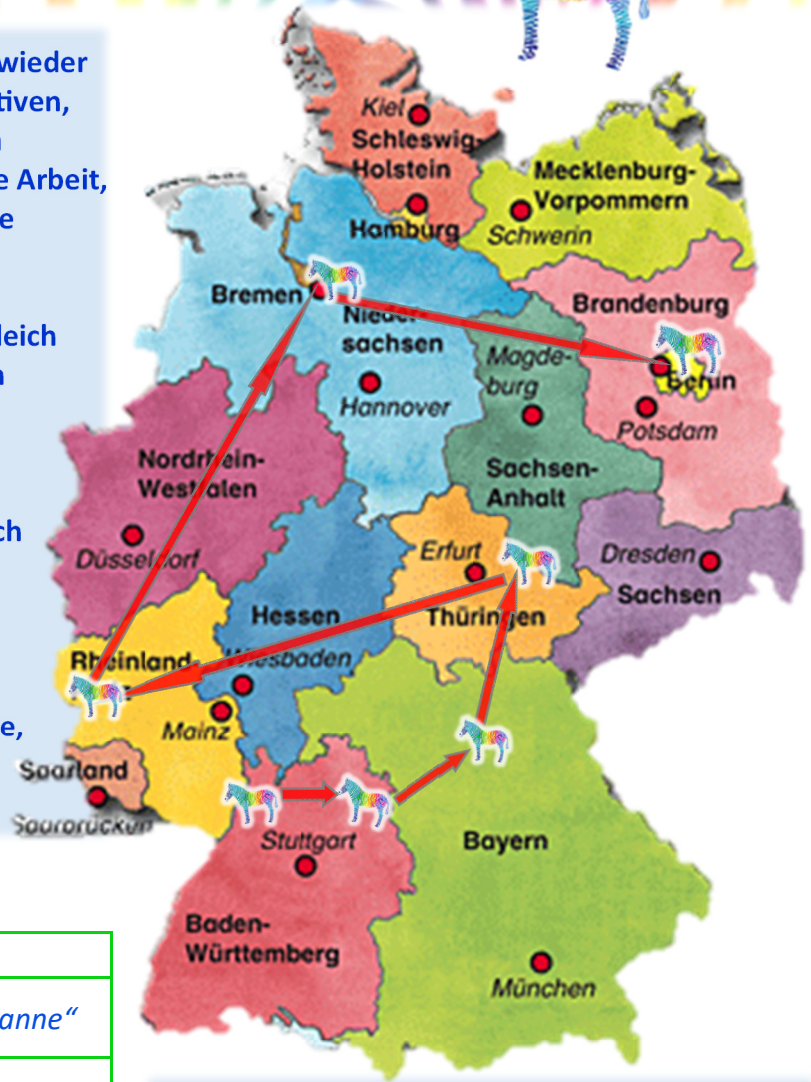 wieder
tiven,
n
e Arbeit,
e
leich
n
ch
e,
anne“
Kiel
Schleswig-
Holstein
Mecklenburg-
Vorpommern
Hamburg
Schwerin
Bremen
Nieder-
sachsen
Brandenburg
Hannover
Magde-
burg
Berlin
Potsdam
Nordrhein-
Westfalen
Sachsen-
Anhalt
Düsseldorf
Erfurt
Dresden
Sachsen
Hessen
Thüringen
Rheinland
Wiesbaden
Mainz
Saarland
Saarbrücken
Stuttgart
Bayern
Baden-
Württemberg
München